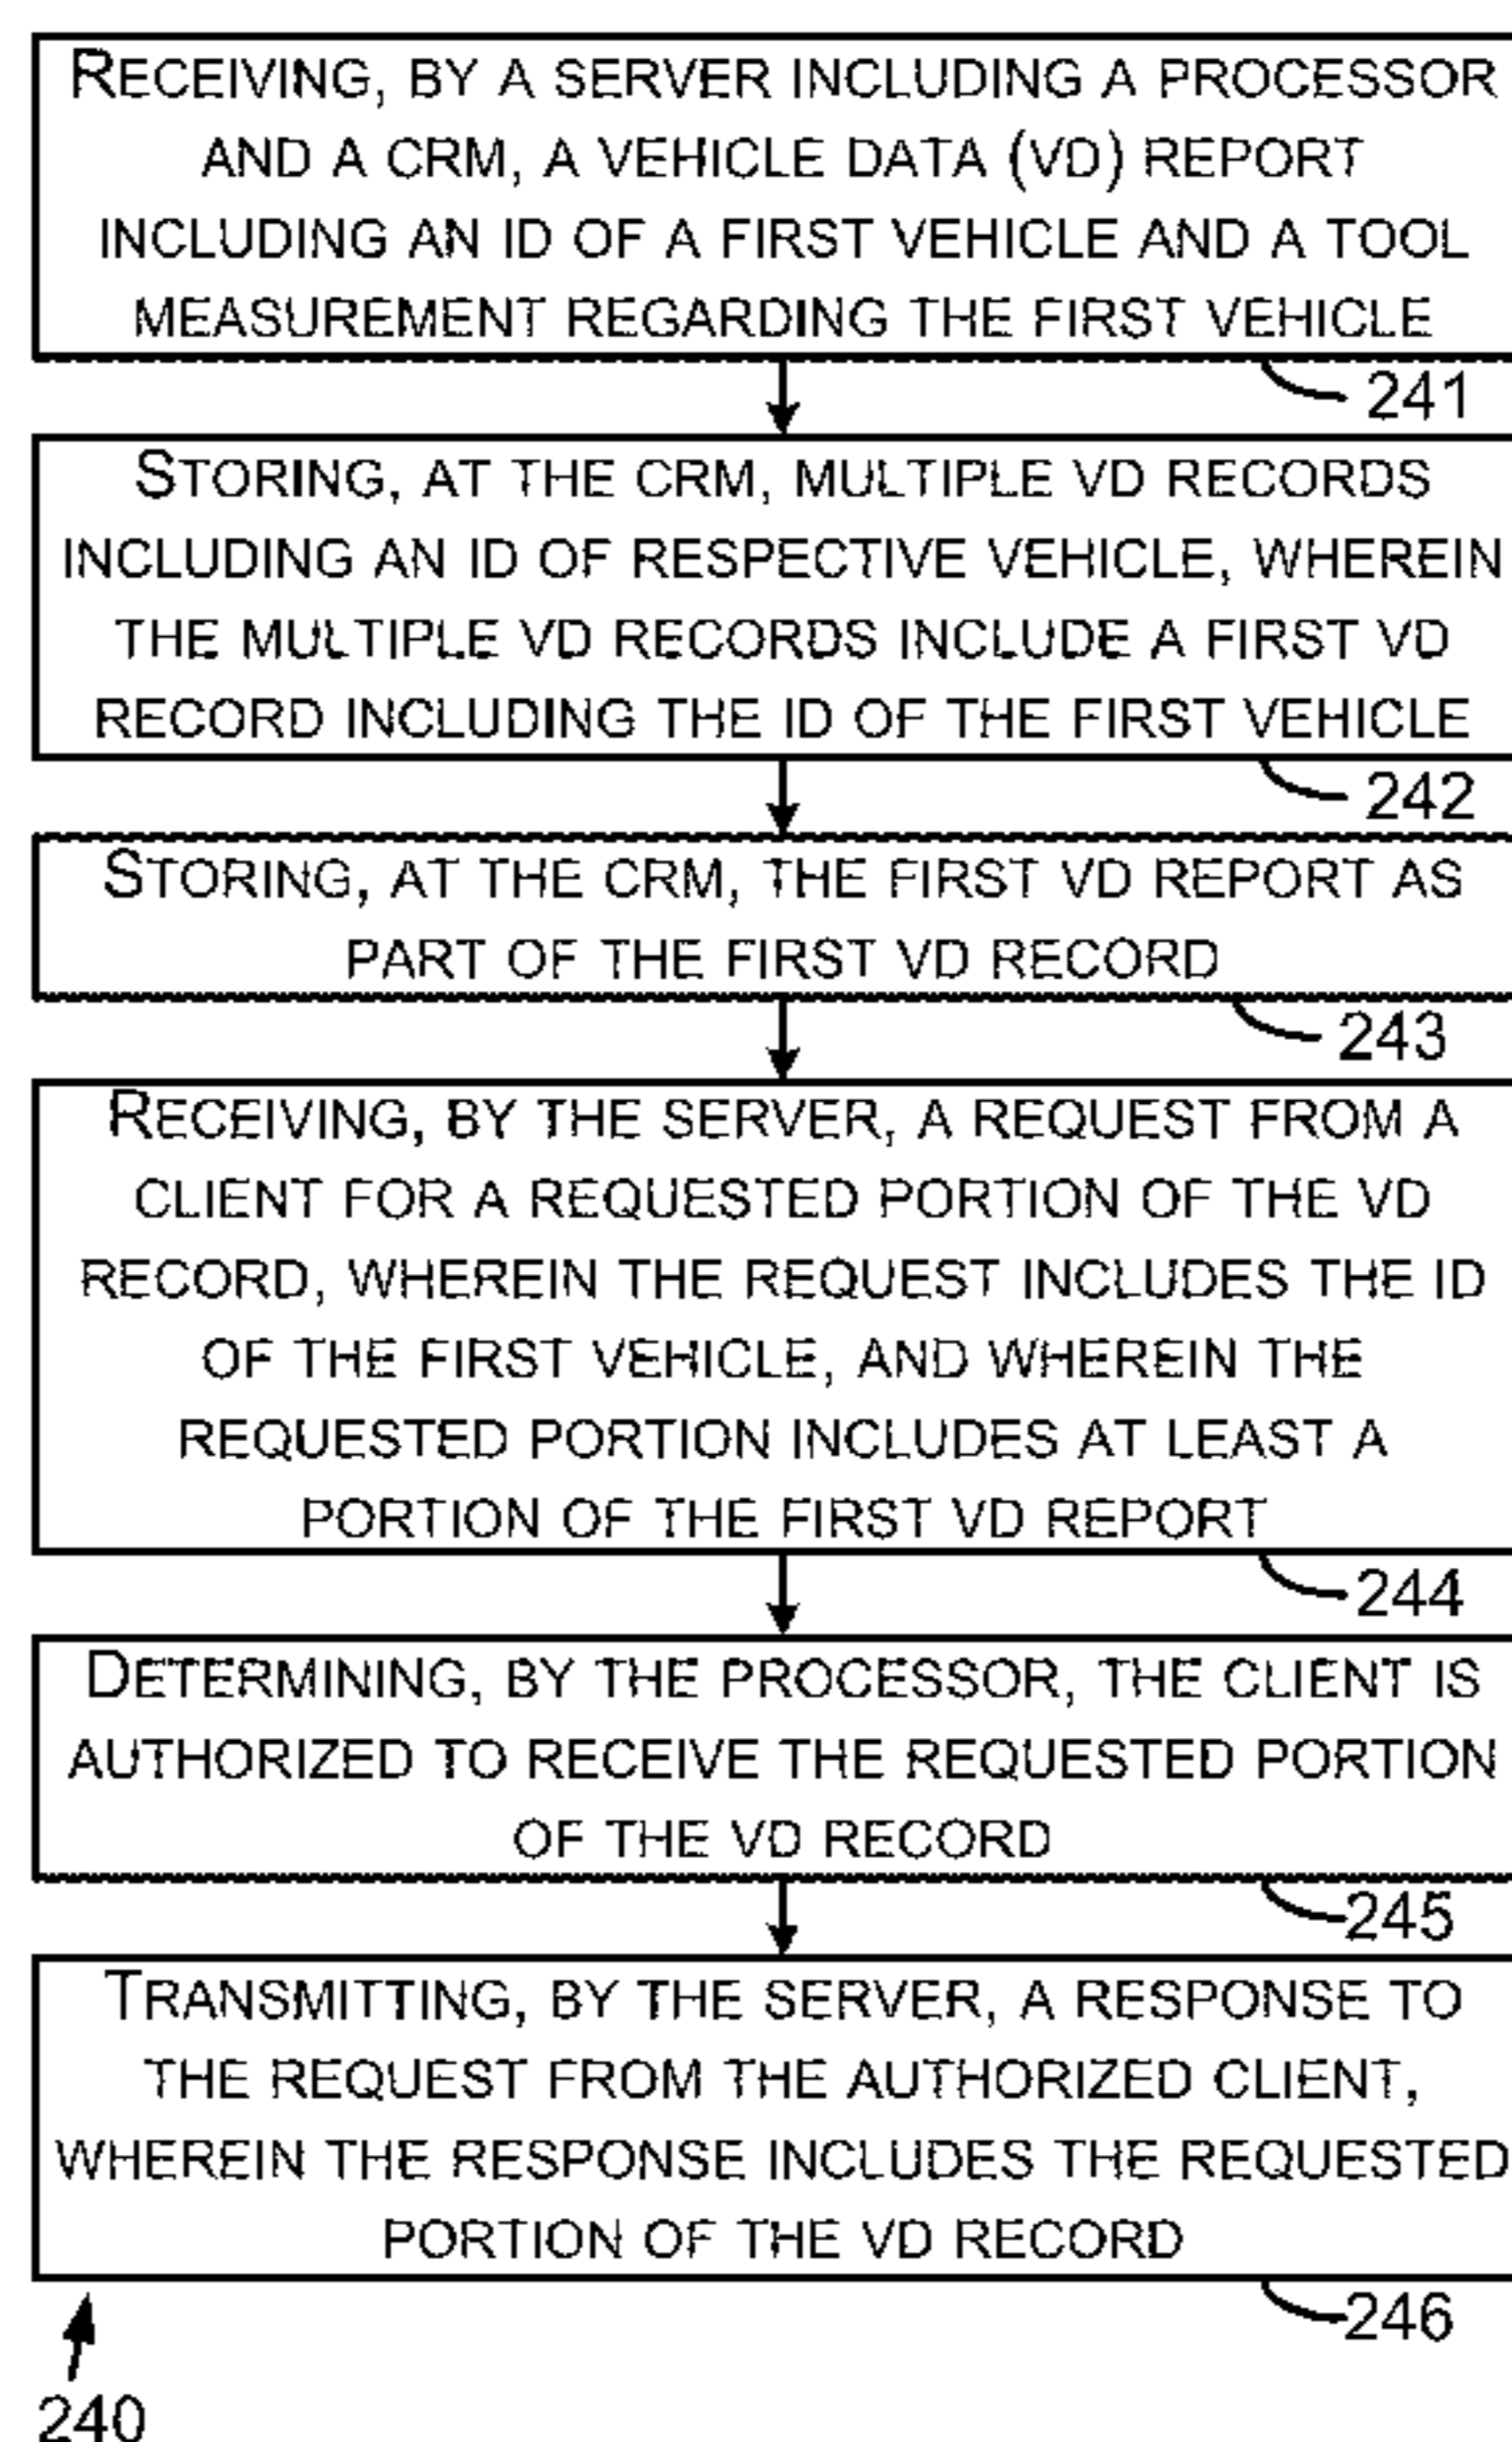 RECEIVING, BY A SERVER INCLUDING A PROCESSOR
AND A CRM, A VEHICLE DATA (VD) REPORT
INCLUDING AN ID OF A FIRST VEHICLE AND A TOOL
MEASUREMENT REGARDING THE FIRST VEHICLE
241
STORING, AT THE CRM, MULTIPLE VD RECORDS
INCLUDING AN ID OF RESPECTIVE VEHICLE, WHEREIN
THE MULTIPLE VD RECORDS INCLUDE A FIRST VD
RECORD INCLUDING THE ID OF THE FIRST VEHICLE
242
STORING, AT THE CRM, THE FIRST VD REPORT AS
PART OF THE FIRST VD RECORD
243
RECEIVING, BY THE SERVER, A REQUEST FROM A
CLIENT FOR A REQUESTED PORTION OF THE VD
RECORD, WHEREIN THE REQUEST INCLUDES THE ID
OF THE FIRST VEHICLE, AND WHEREIN THE
REQUESTED PORTION INCLUDES AT LEAST A
PORTION OF THE FIRST VD REPORT
244
DETERMINING, BY THE PROCESSOR, THE CLIENT IS
AUTHORIZED TO RECEIVE THE REQUESTED PORTION
OF THE VD RECORD
245
TRANSMITTING, BY THE SERVER, A RESPONSE TO
THE REQUEST FROM THE AUTHORIZED CLIENT,
WHEREIN THE RESPONSE INCLUDES THE REQUESTED
PORTION OF THE VD RECORD
246
240